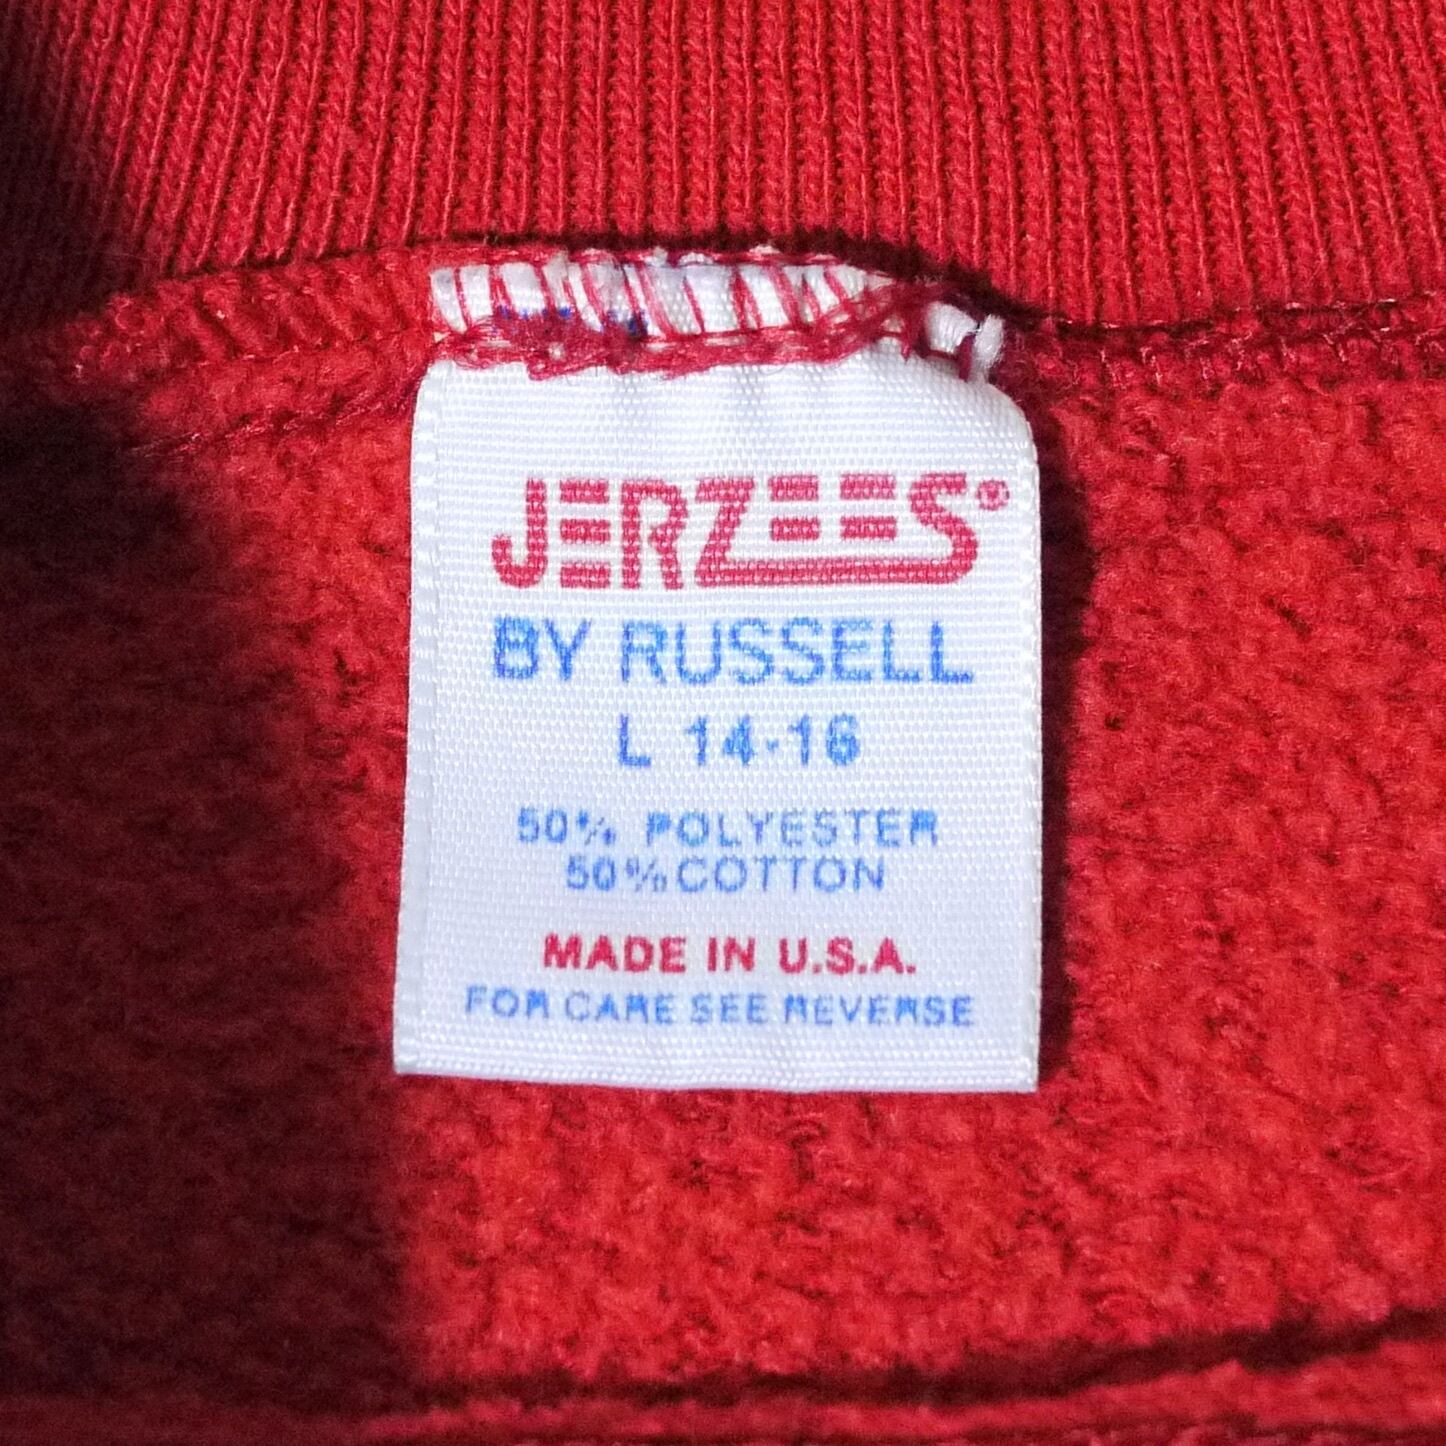 JERZEES®
BY RUSSELL
L 14-16
50% POLYESTER
50% COTTON
MADE IN U.S.A.
FOR CARE SEE REVERSE